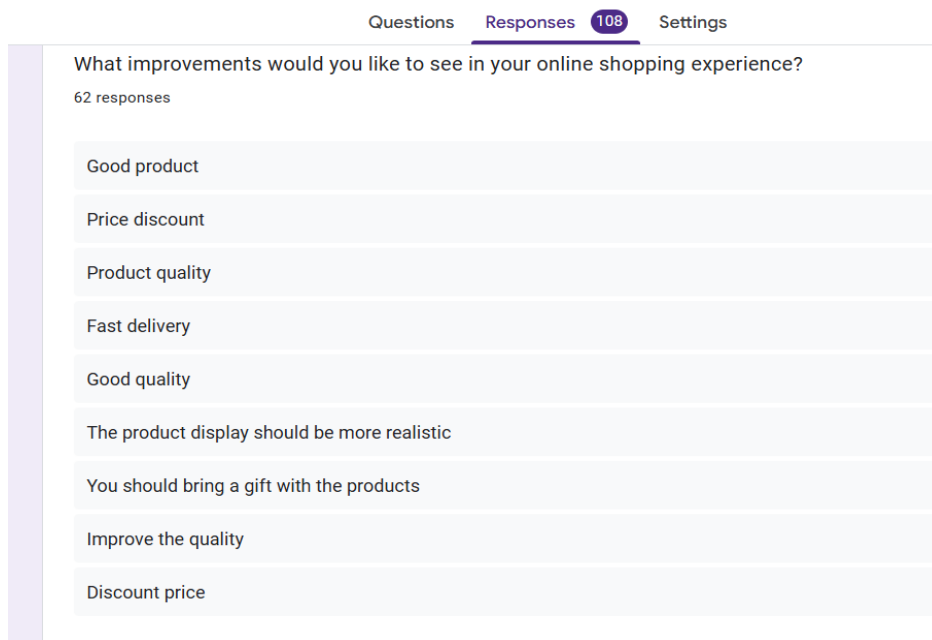 Questions Responses 108 Settings
What improvements would you like to see in your online shopping experience?
62 responses
Good product
Price discount
Product quality
Fast delivery
Good quality
The product display should be more realistic
You should bring a gift with the products
Improve the quality
Discount price